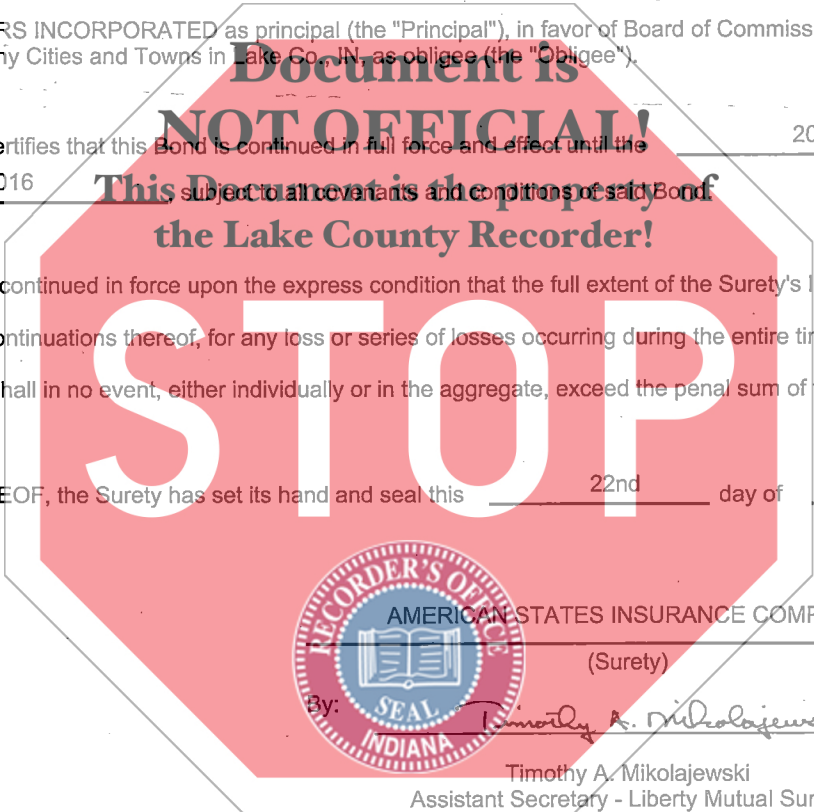 RS INCORPORATED as principal (the "Principal"), in favor of Board of Commiss
ny Cities and Towns in Lake Co., IN, as obligee (the "Obligee").
Document is
NOT OFFICIAL!
ertifies that this Bond is continued in full force and effect until the 20
016 , subject to all covenants and conditions of said Bond.
This Document is the property of
the Lake County Recorder!
continued in force upon the express condition that the full extent of the Surety's l
ontinuations thereof, for any loss or series of losses occurring during the entire tir
hall in no event, either individually or in the aggregate, exceed the penal sum of
STOP
EOF, the Surety has set its hand and seal this 22nd day of
RECORDER'S OFFICE
SEAL
INDIANA
AMERICAN STATES INSURANCE COMP
(Surety)
By: Timothy A. Mikolajews
Timothy A. Mikolajewski
Assistant Secretary - Liberty Mutual Sur